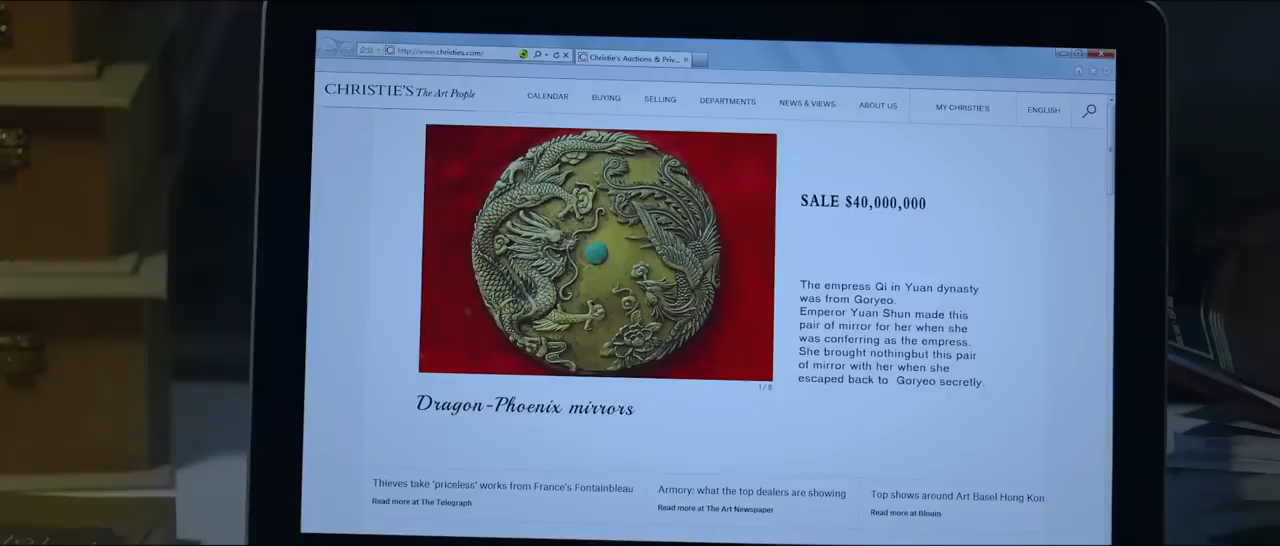 http://www.christies.com/
Christie's Auctions & Priv...
CHRISTIE'S The Art People
CALENDAR
BUYING
SELLING
DEPARTMENTS
NEWS & VIEWS
ABOUT US
MY CHRISTIE'S
ENGLISH
SALE $40,000,000
The empress Qi in Yuan dynasty
was from Goryeo.
Emperor Yuan Shun made this
pair of mirror for her when she
was conferring as the empress.
She brought nothingbut this pair
of mirror with her when she
escaped back to Goryeo secretly.
1 / 8
Dragon-Phoenix mirrors
Thieves take 'priceless' works from France's Fontainbleau
Read more at The Telegraph
Armory: what the top dealers are showing
Read more at The Art Newspaper
Top shows around Art Basel Hong Kon
Read more at Blouin